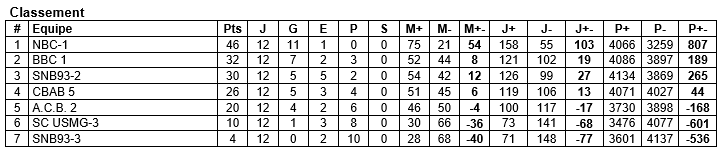 Classement
# Equipe Pts J G E P S M+ M- M+- J+ J- J+- P+ P- P+-
1 NBC-1 46 12 11 1 0 0 75 21 54 158 55 103 4066 3259 807
2 BBC 1 32 12 7 2 3 0 52 44 8 121 102 19 4086 3897 189
3 SNB93-2 30 12 5 5 2 0 54 42 12 126 99 27 4134 3869 265
4 CBAB 5 26 12 5 3 4 0 51 45 6 119 106 13 4071 4027 44
5 A.C.B. 2 20 12 4 2 6 0 46 50 -4 100 117 -17 3730 3898 -168
6 SC USMG-3 10 12 1 3 8 0 30 66 -36 73 141 -68 3476 4077 -601
7 SNB93-3 4 12 0 2 10 0 28 68 -40 71 148 -77 3601 4137 -536